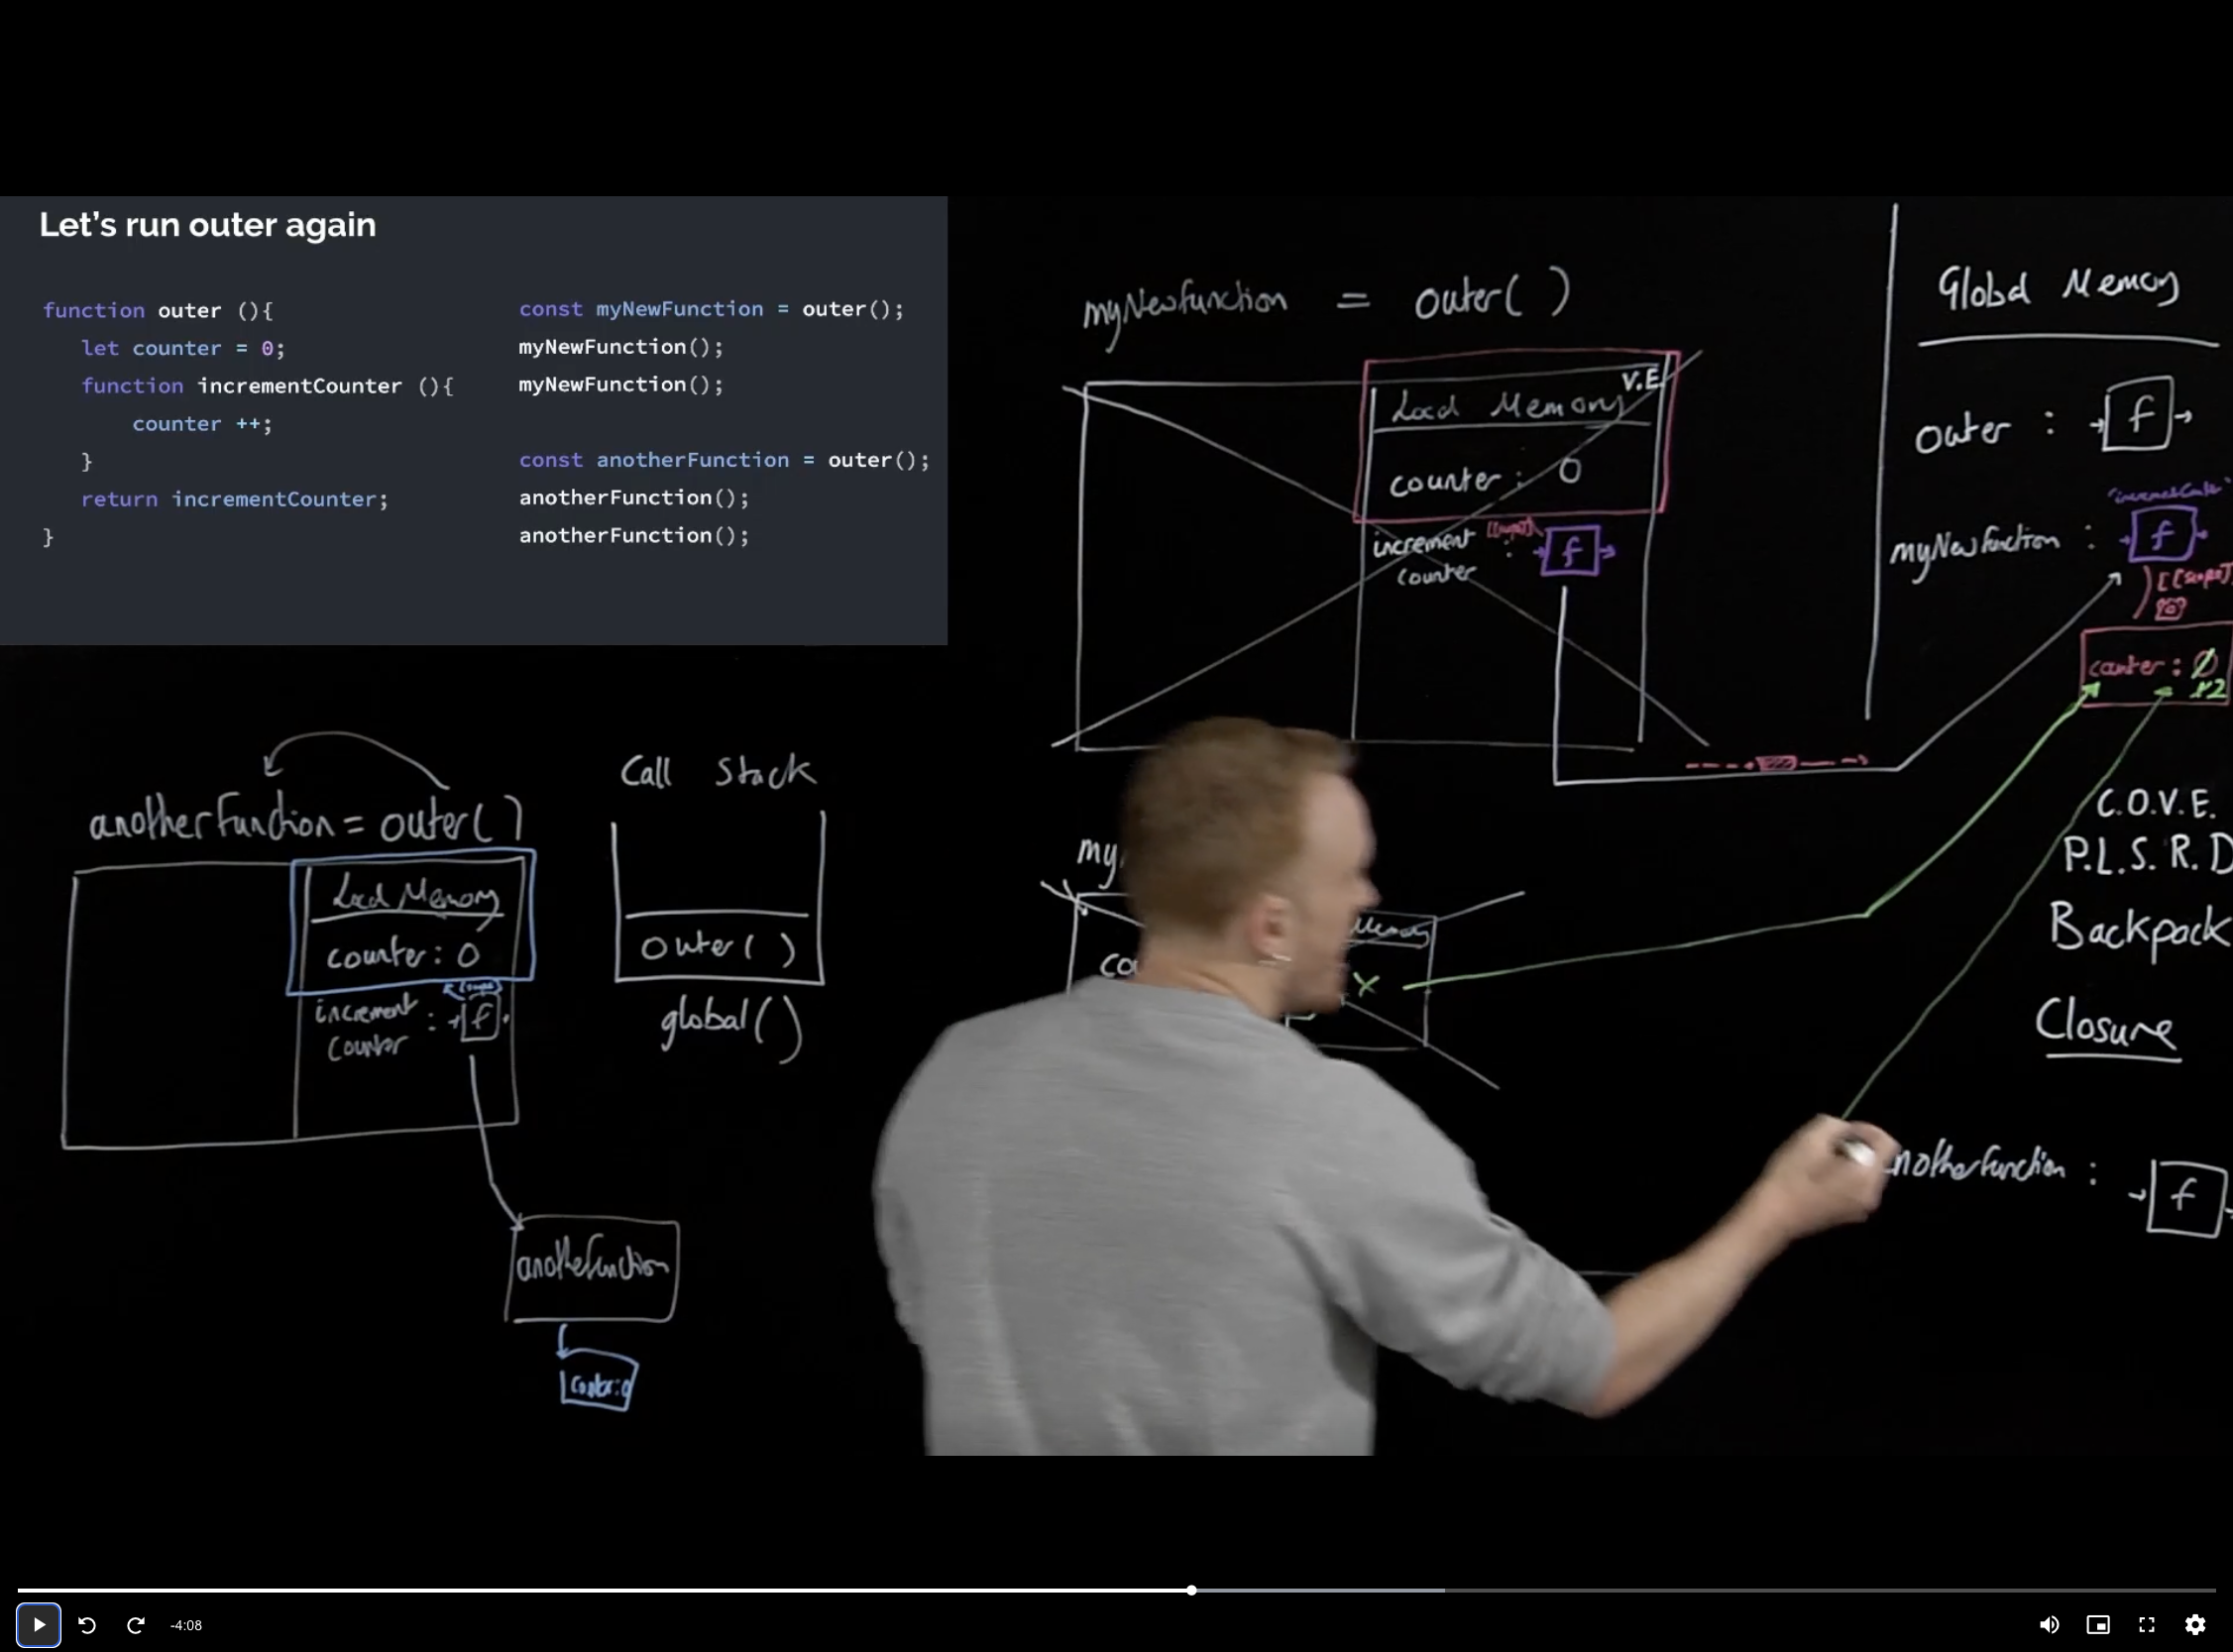 Let's run outer again
function outer (){
let counter = 0;
function incrementCounter (){
counter ++;
}
return incrementCounter;
}
const myNewFunction = outer();
myNewFunction();
myNewFunction();
const anotherFunction = outer();
anotherFunction();
anotherFunction();
myNewfunction = outer( )
V.E
Local Memory
counter : 0
increment
counter : f
Global Memory
outer : f
"incrementCounter"
myNewfunction : f
[[scope]]
counter : 0
1 2
C.O.V.E.
P.L.S.R.D
Backpack
Closure
anotherfunction : f
my
Memory
cou
x
anotherfunction = outer( )
Local Memory
counter: 0
increment
counter : f
Call Stack
outer( )
global()
anotherfunction
counter: 0
-4:08